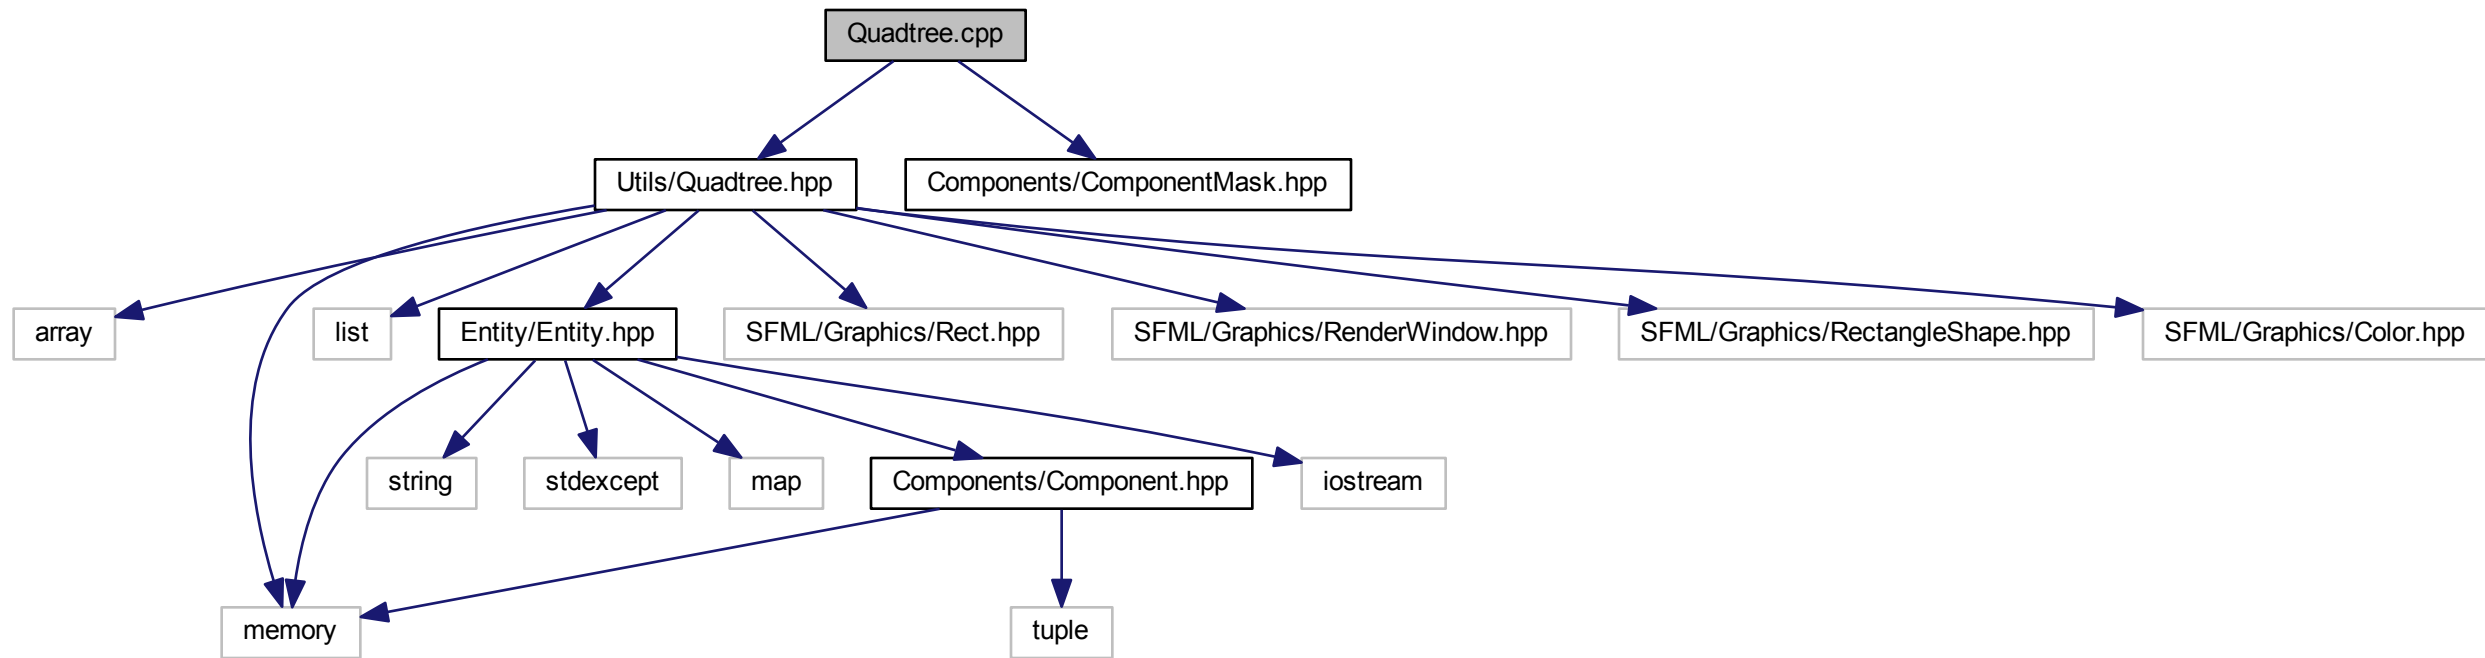 Quadtree.cpp
Utils/Quadtree.hpp
Components/ComponentMask.hpp
array
list
Entity/Entity.hpp
SFML/Graphics/Rect.hpp
SFML/Graphics/RenderWindow.hpp
SFML/Graphics/RectangleShape.hpp
SFML/Graphics/Color.hpp
string
stdexcept
map
Components/Component.hpp
iostream
memory
tuple